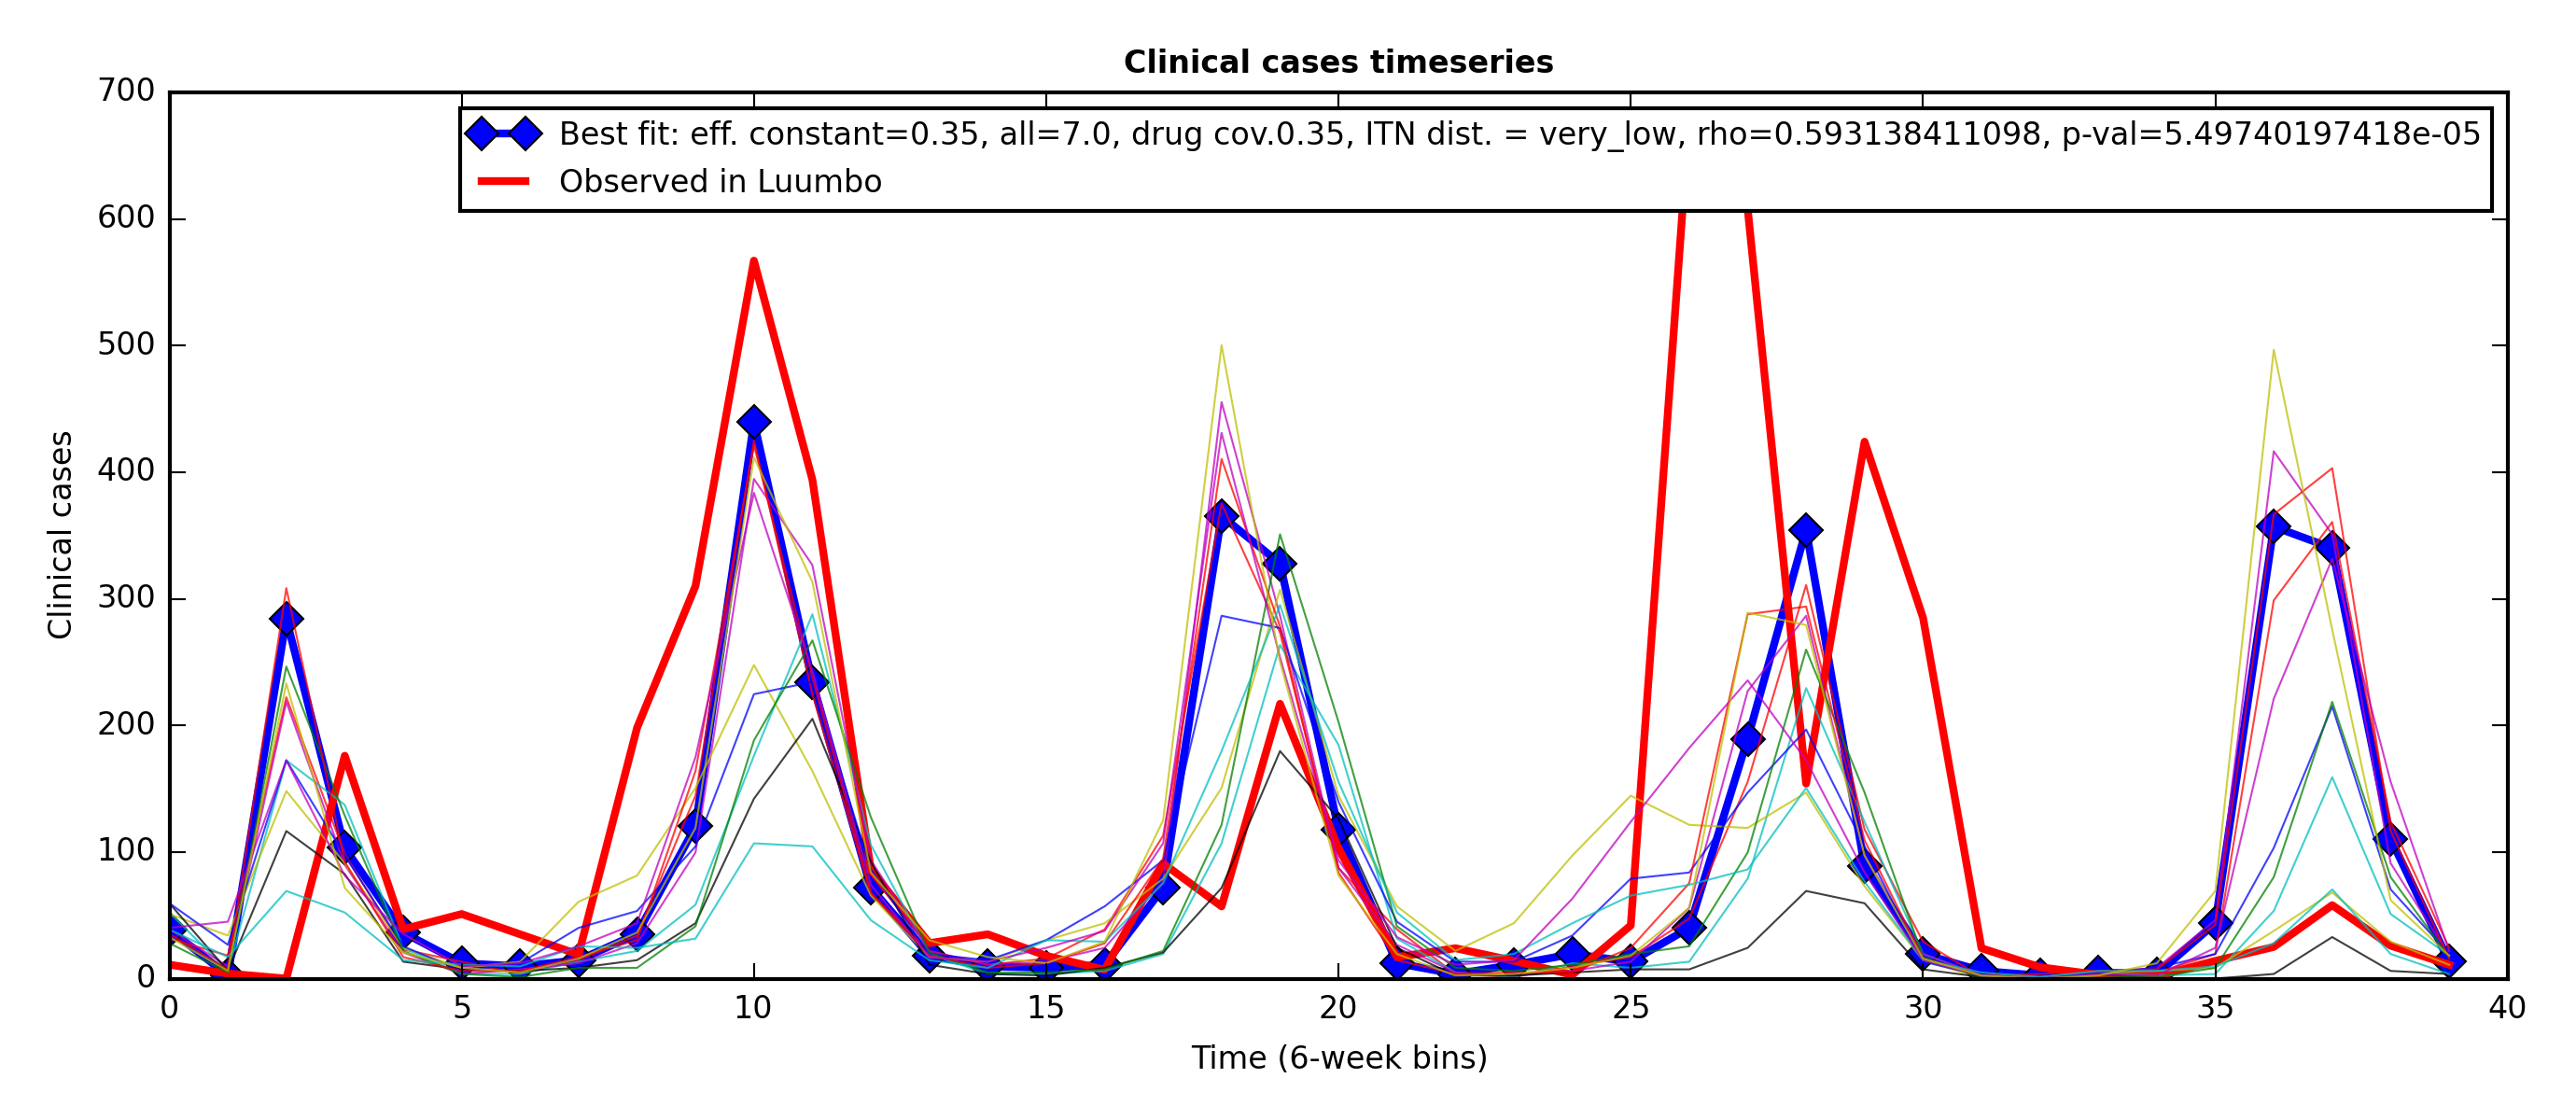 Clinical cases timeseries
700
600
500
400
300
200
100
0
Clinical cases
Best fit: eff. constant=0.35, all=7.0, drug cov.0.35, ITN dist. = very_low, rho=0.593138411098, p-val=5.49740197418e-05
Observed in Luumbo
0 5 10 15 20 25 30 35 40
Time (6-week bins)